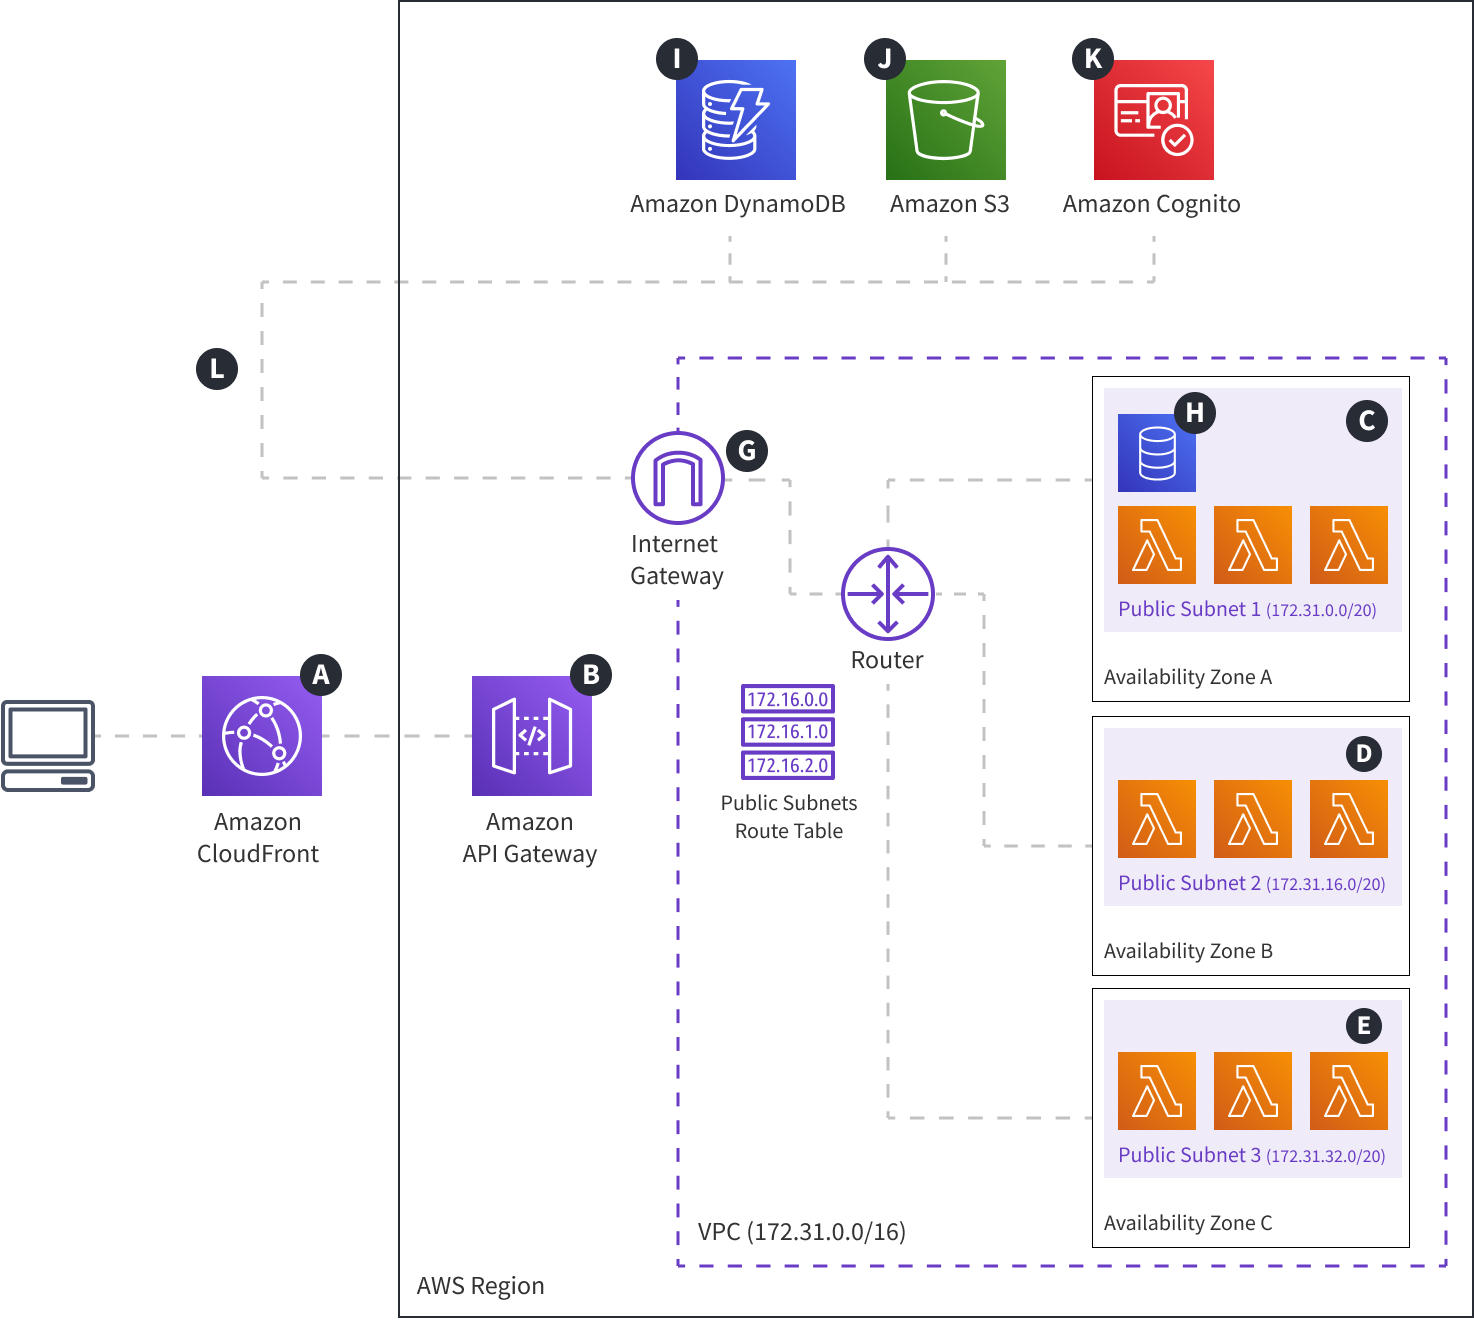 I
J
K
Amazon DynamoDB
Amazon S3
Amazon Cognito
L
G
Internet
Gateway
H
C
Public Subnet 1 (172.31.0.0/20)
Availability Zone A
Router
172.16.0.0
172.16.1.0
172.16.2.0
Public Subnets
Route Table
A
Amazon
CloudFront
B
</>
Amazon
API Gateway
D
Public Subnet 2 (172.31.16.0/20)
Availability Zone B
E
Public Subnet 3 (172.31.32.0/20)
Availability Zone C
VPC (172.31.0.0/16)
AWS Region